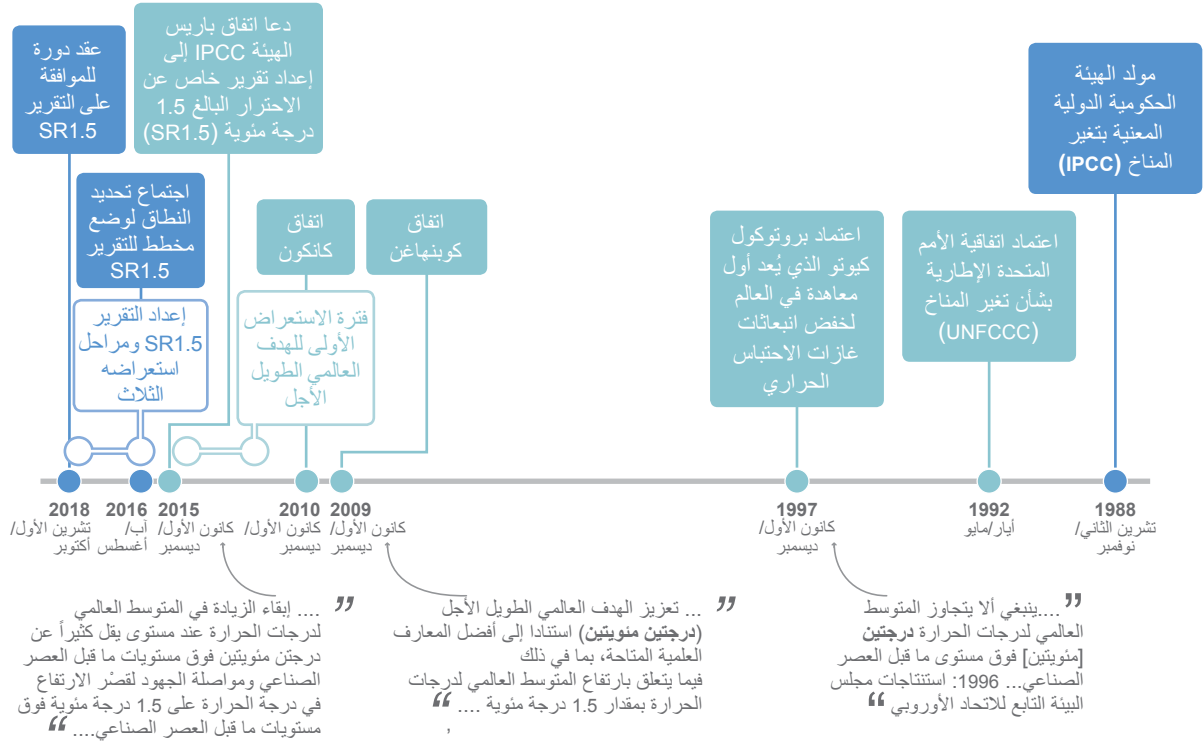 مولد الهيئة
الحكومية الدولية
المعنية بتغير
المناخ (IPCC)
اعتماد اتفاقية الأمم
المتحدة الإطارية
بشأن تغير المناخ
(UNFCCC)
اعتماد بروتوكول
كيوتو الذي يُعد أول
معاهدة في العالم
لخفض انبعاثات
غازات الاحتباس
الحراري
اتفاق
كوبنهاغن
اتفاق
كانكون
فترة الاستعراض
الأولى للهدف
العالمي الطويل
الأجل
دعا اتفاق باريس
الهيئة IPCC إلى
إعداد تقرير خاص عن
الاحترار البالغ 1.5
درجة مئوية (SR1.5)
اجتماع تحديد
النطاق لوضع
مخطط للتقرير
SR1.5
إعداد التقرير
SR1.5 ومراحل
استعراضه
الثلاث
عقد دورة
للموافقة
على التقرير
SR1.5
1988
تشرين الثاني/
نوفمبر
1992
أيار/مايو
1997
كانون الأول/
ديسمبر
2009
كانون الأول/
ديسمبر
2010
كانون الأول/
ديسمبر
2015
كانون الأول/
ديسمبر
2016
آب/
أغسطس
2018
تشرين الأول/
أكتوبر
” ....ينبغي ألا يتجاوز المتوسط
العالمي لدرجات الحرارة درجتين
[مئويتين] فوق مستوى ما قبل العصر
الصناعي... 1996: استنتاجات مجلس
البيئة التابع للاتحاد الأوروبي “
” ... تعزيز الهدف العالمي الطويل الأجل
(درجتين مئويتين) استنادا إلى أفضل المعارف
العلمية المتاحة، بما في ذلك
فيما يتعلق بارتفاع المتوسط العالمي لدرجات
الحرارة بمقدار 1.5 درجة مئوية .... “
,
” .... إبقاء الزيادة في المتوسط العالمي
لدرجات الحرارة عند مستوى يقل كثيراً عن
درجتن مئويتين فوق مستويات ما قبل العصر
الصناعي ومواصلة الجهود لقصْر الارتفاع
في درجة الحرارة على 1.5 درجة مئوية فوق
مستويات ما قبل العصر الصناعي.... “